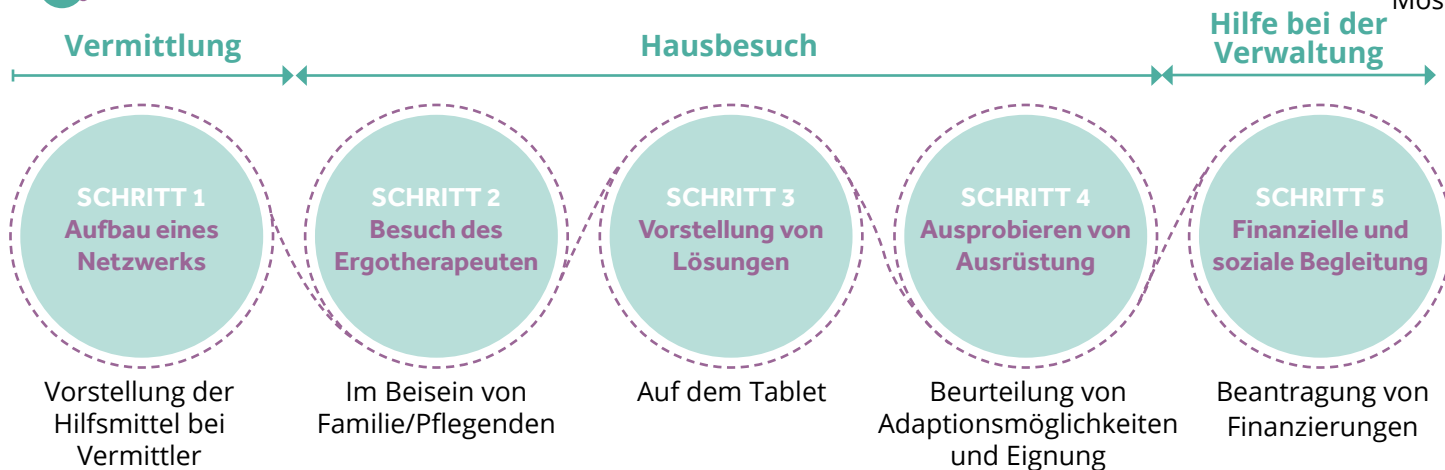 Vermittlung
Hausbesuch
Hilfe bei der
Verwaltung
SCHRITT 1
Aufbau eines
Netzwerks
Vorstellung der
Hilfsmittel bei
Vermittler
SCHRITT 2
Besuch des
Ergotherapeuten
Im Beisein von
Familie/Pflegenden
SCHRITT 3
Vorstellung von
Lösungen
Auf dem Tablet
SCHRITT 4
Ausprobieren von
Ausrüstung
Beurteilung von
Adaptionsmöglichkeiten
und Eignung
SCHRITT 5
Finanzielle und
soziale Begleitung
Beantragung von
Finanzierungen